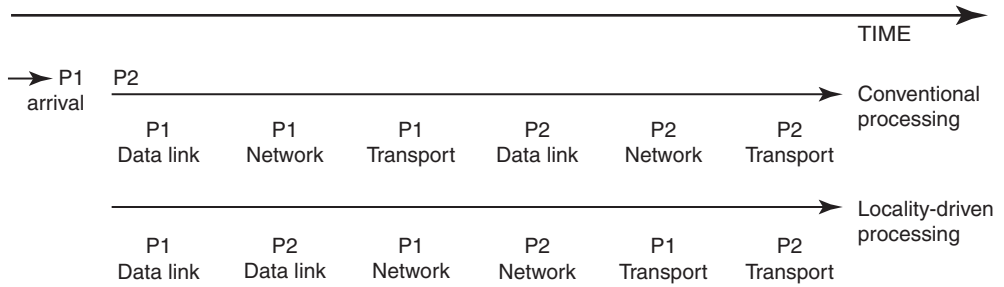 TIME
P1 P2
arrival
Conventional
processing
P1 P1 P1 P2 P2 P2
Data link Network Transport Data link Network Transport
Locality-driven
processing
P1 P2 P1 P2 P1 P2
Data link Data link Network Network Transport Transport